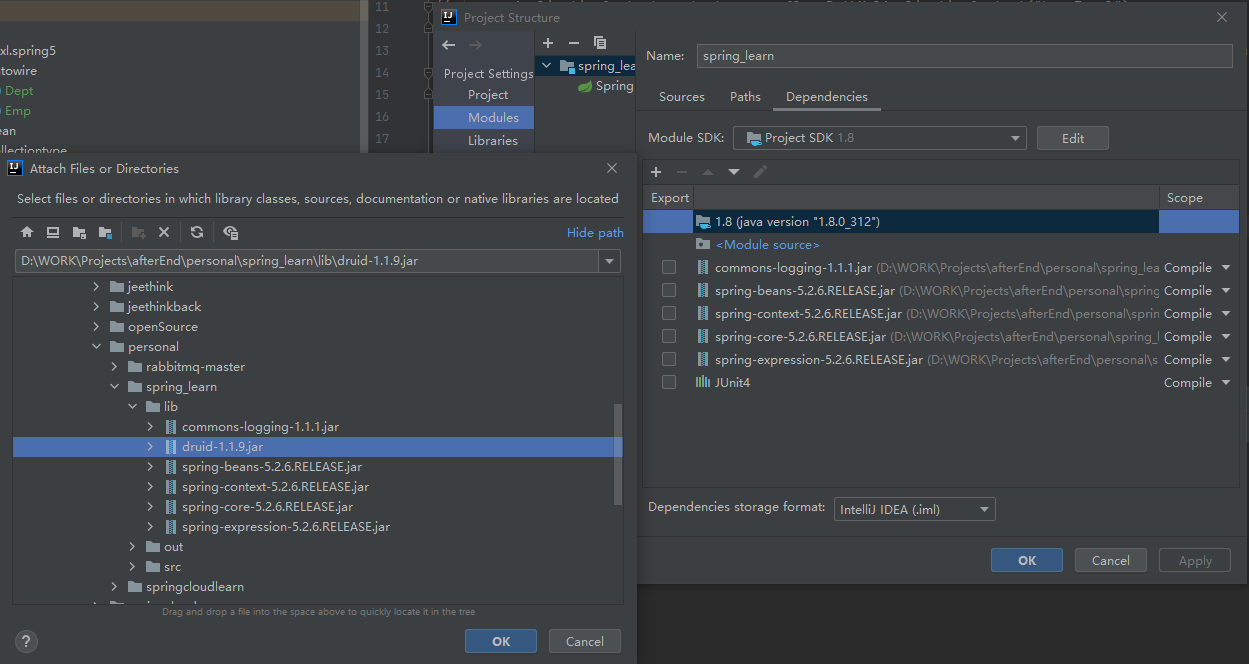 11
12
13
14
15
16
17
xl.spring5
utowire
Dept
Emp
ean
ollectiontype
Project Structure
Project Settings
Project
Modules
Libraries
spring_lea
Spring
Name:
spring_learn
Sources
Paths
Dependencies
Module SDK:
Project SDK 1.8
Edit
Export
Scope
1.8 (java version "1.8.0_312")
<Module source>
commons-logging-1.1.1.jar (D:\WORK\Projects\afterEnd\personal\spring_lea Compile
spring-beans-5.2.6.RELEASE.jar (D:\WORK\Projects\afterEnd\personal\spring Compile
spring-context-5.2.6.RELEASE.jar (D:\WORK\Projects\afterEnd\personal\sprin Compile
spring-core-5.2.6.RELEASE.jar (D:\WORK\Projects\afterEnd\personal\spring_l Compile
spring-expression-5.2.6.RELEASE.jar (D:\WORK\Projects\afterEnd\personal\s Compile
JUnit4 Compile
Dependencies storage format:
IntelliJ IDEA (.iml)
OK
Cancel
Apply
Attach Files or Directories
Select files or directories in which library classes, sources, documentation or native libraries are located
Hide path
D:\WORK\Projects\afterEnd\personal\spring_learn\lib\druid-1.1.9.jar
jeethink
jeethinkback
openSource
personal
rabbitmq-master
spring_learn
lib
commons-logging-1.1.1.jar
druid-1.1.9.jar
spring-beans-5.2.6.RELEASE.jar
spring-context-5.2.6.RELEASE.jar
spring-core-5.2.6.RELEASE.jar
spring-expression-5.2.6.RELEASE.jar
out
src
springcloudlearn
Drag and drop a file into the space above to quickly locate it in the tree
?
OK
Cancel